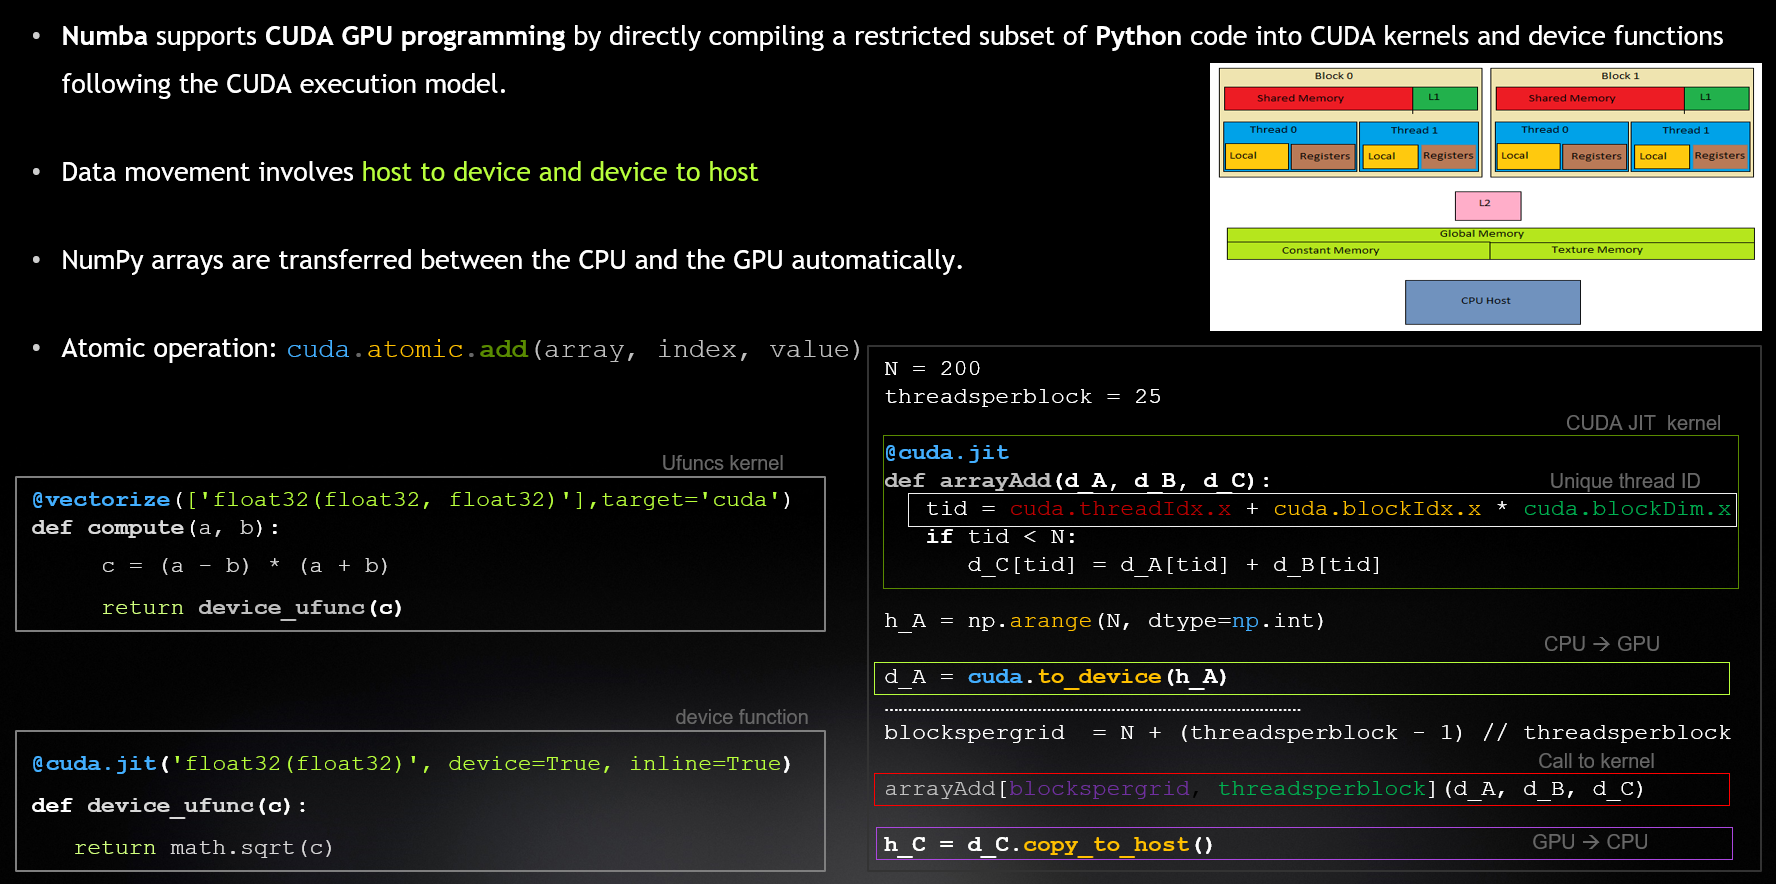 • Numba supports CUDA GPU programming by directly compiling a restricted subset of Python code into CUDA kernels and device functions
following the CUDA execution model.
• Data movement involves host to device and device to host
• NumPy arrays are transferred between the CPU and the GPU automatically.
• Atomic operation: cuda.atomic.add(array, index, value)
Block 0
Shared Memory L1
Thread 0 Thread 1
Local Registers Local Registers
Block 1
Shared Memory L1
Thread 0 Thread 1
Local Registers Local Registers
L2
Global Memory
Constant Memory Texture Memory
CPU Host
Ufuncs kernel
@vectorize(['float32(float32, float32)'],target='cuda')
def compute(a, b):
c = (a - b) * (a + b)
return device_ufunc(c)
device function
@cuda.jit('float32(float32)', device=True, inline=True)
def device_ufunc(c):
return math.sqrt(c)
N = 200
threadsperblock = 25
CUDA JIT kernel
@cuda.jit
def arrayAdd(d_A, d_B, d_C):
Unique thread ID
tid = cuda.threadIdx.x + cuda.blockIdx.x * cuda.blockDim.x
if tid < N:
d_C[tid] = d_A[tid] + d_B[tid]
h_A = np.arange(N, dtype=np.int)
CPU → GPU
d_A = cuda.to_device(h_A)
blockspergrid = N + (threadsperblock - 1) // threadsperblock
Call to kernel
arrayAdd[blockspergrid, threadsperblock](d_A, d_B, d_C)
h_C = d_C.copy_to_host()
GPU → CPU